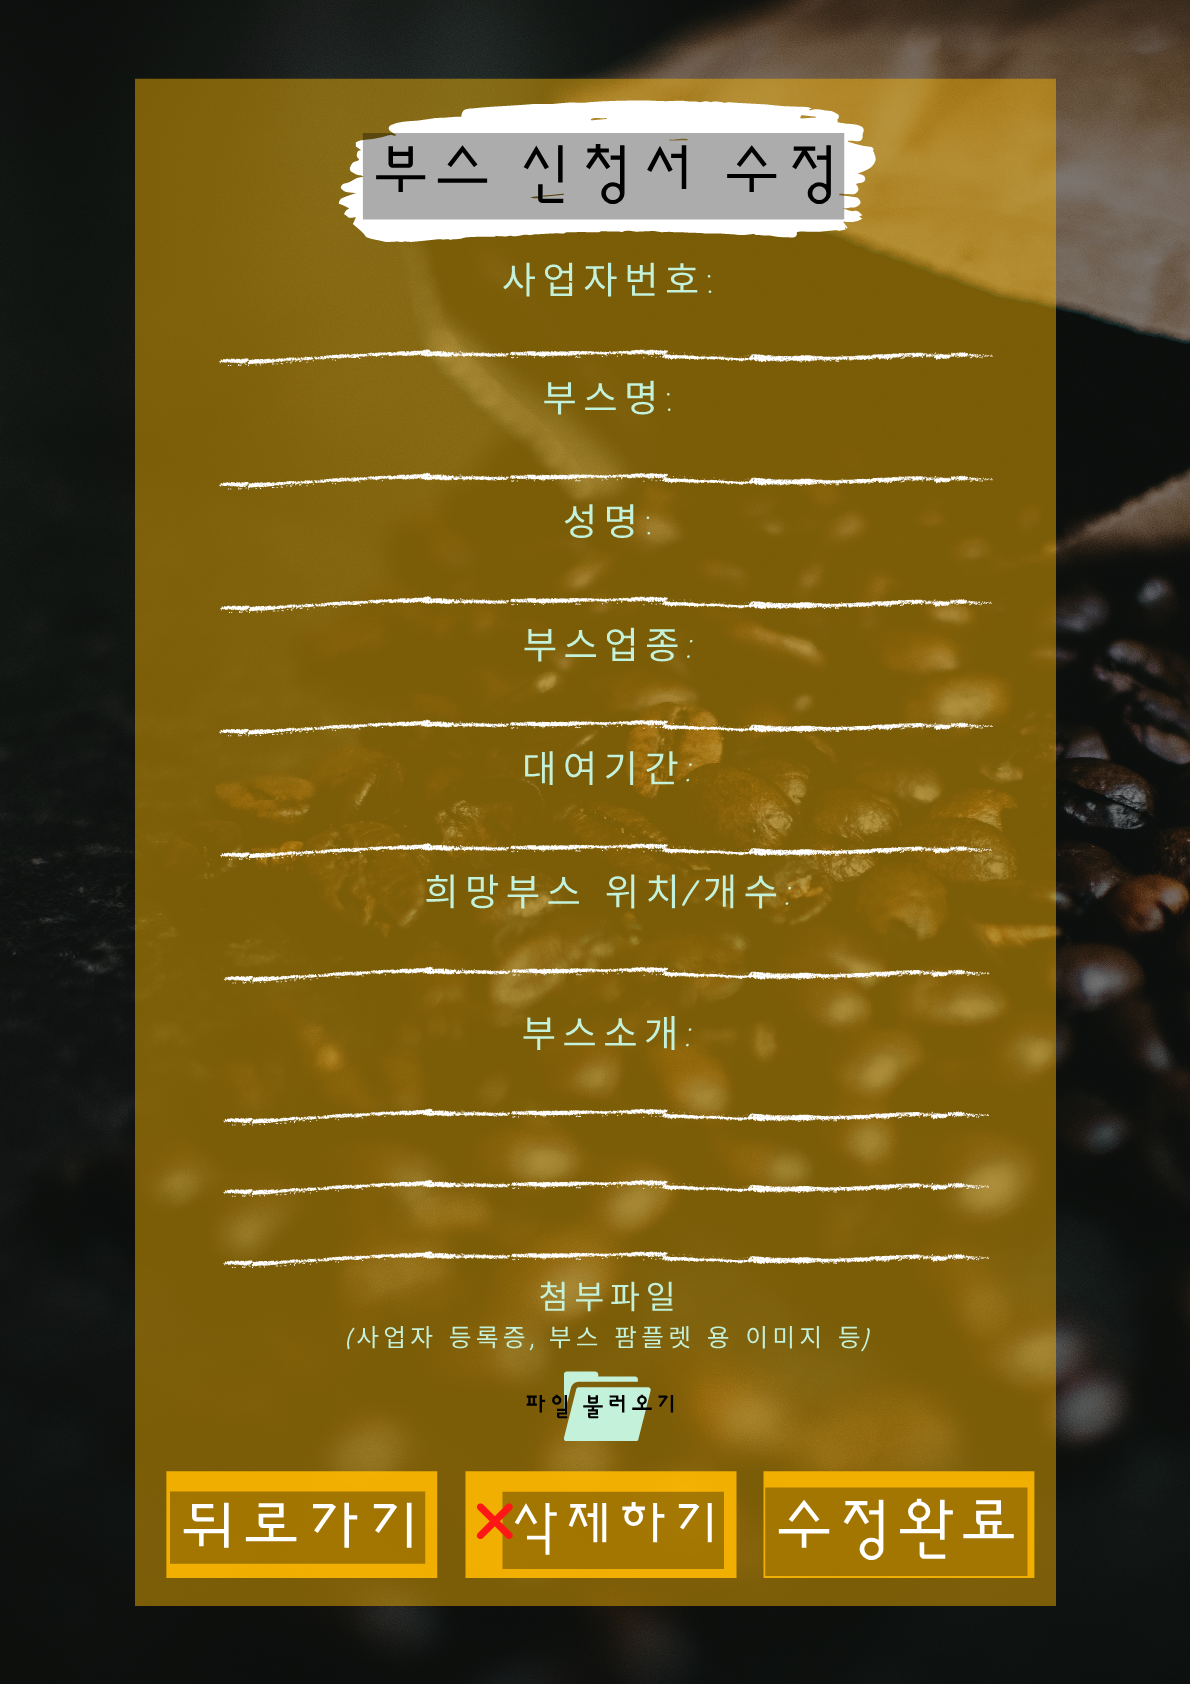 부스 신청서 수정
사업자번호:
부스명:
성명:
부스업종:
대여기간:
희망부스 위치/개수:
부스소개:
첨부파일
(사업자 등록증, 부스 팜플렛 용 이미지 등)
파일 불러오기
뒤로가기
삭제하기
수정완료